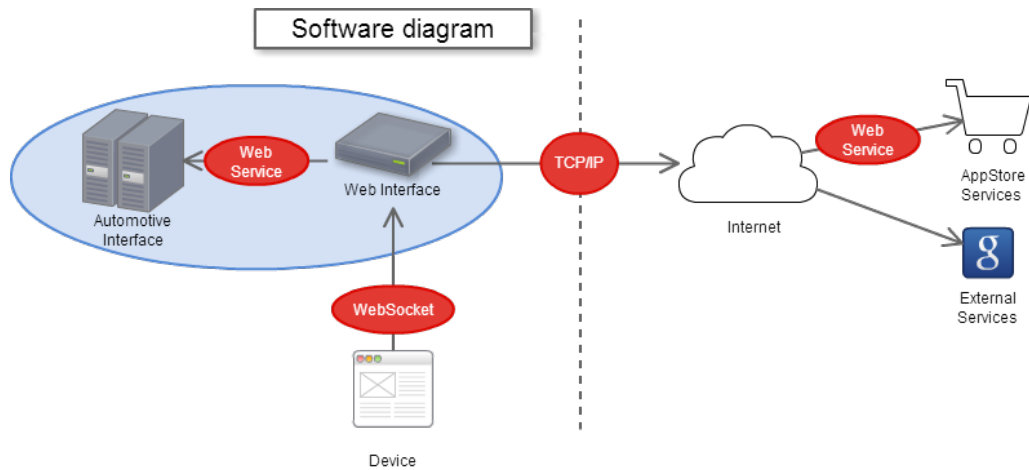 Software diagram
Web
Service
TCP/IP
Web
Service
Web Interface
AppStore
Services
Automotive
Interface
Internet
g
WebSocket
External
Services
Device